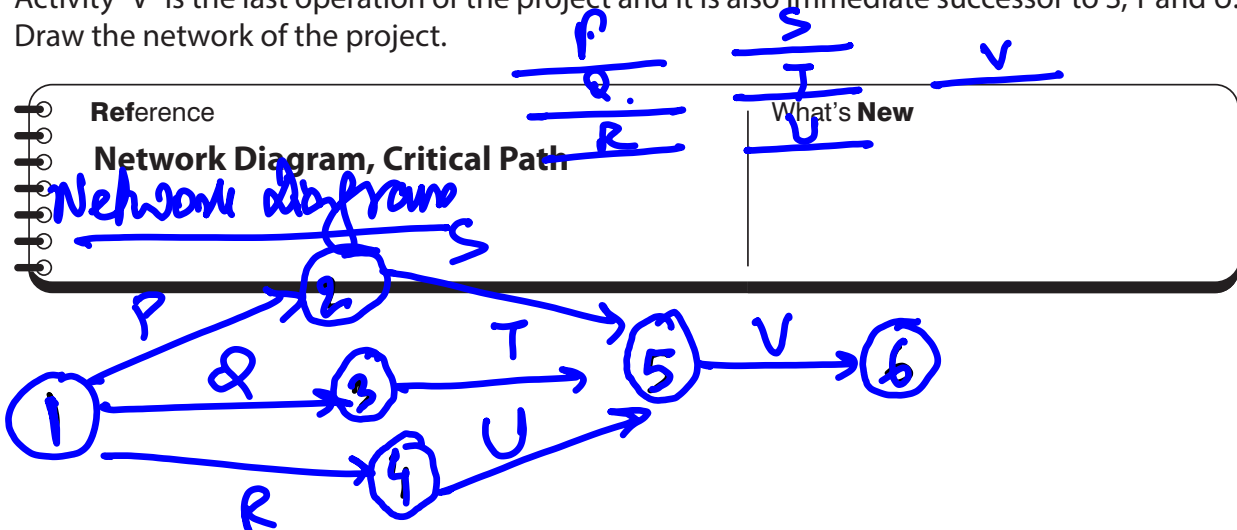 Activity 'V' is the last operation of the project and it is also immediate successor to S, T and U.
Draw the network of the project.
P S V
Q T
R U
Reference What's New
Network Diagram, Critical Path
Network Diagram
S
P 2 T V
Q 3 5 6
1 U
4
R